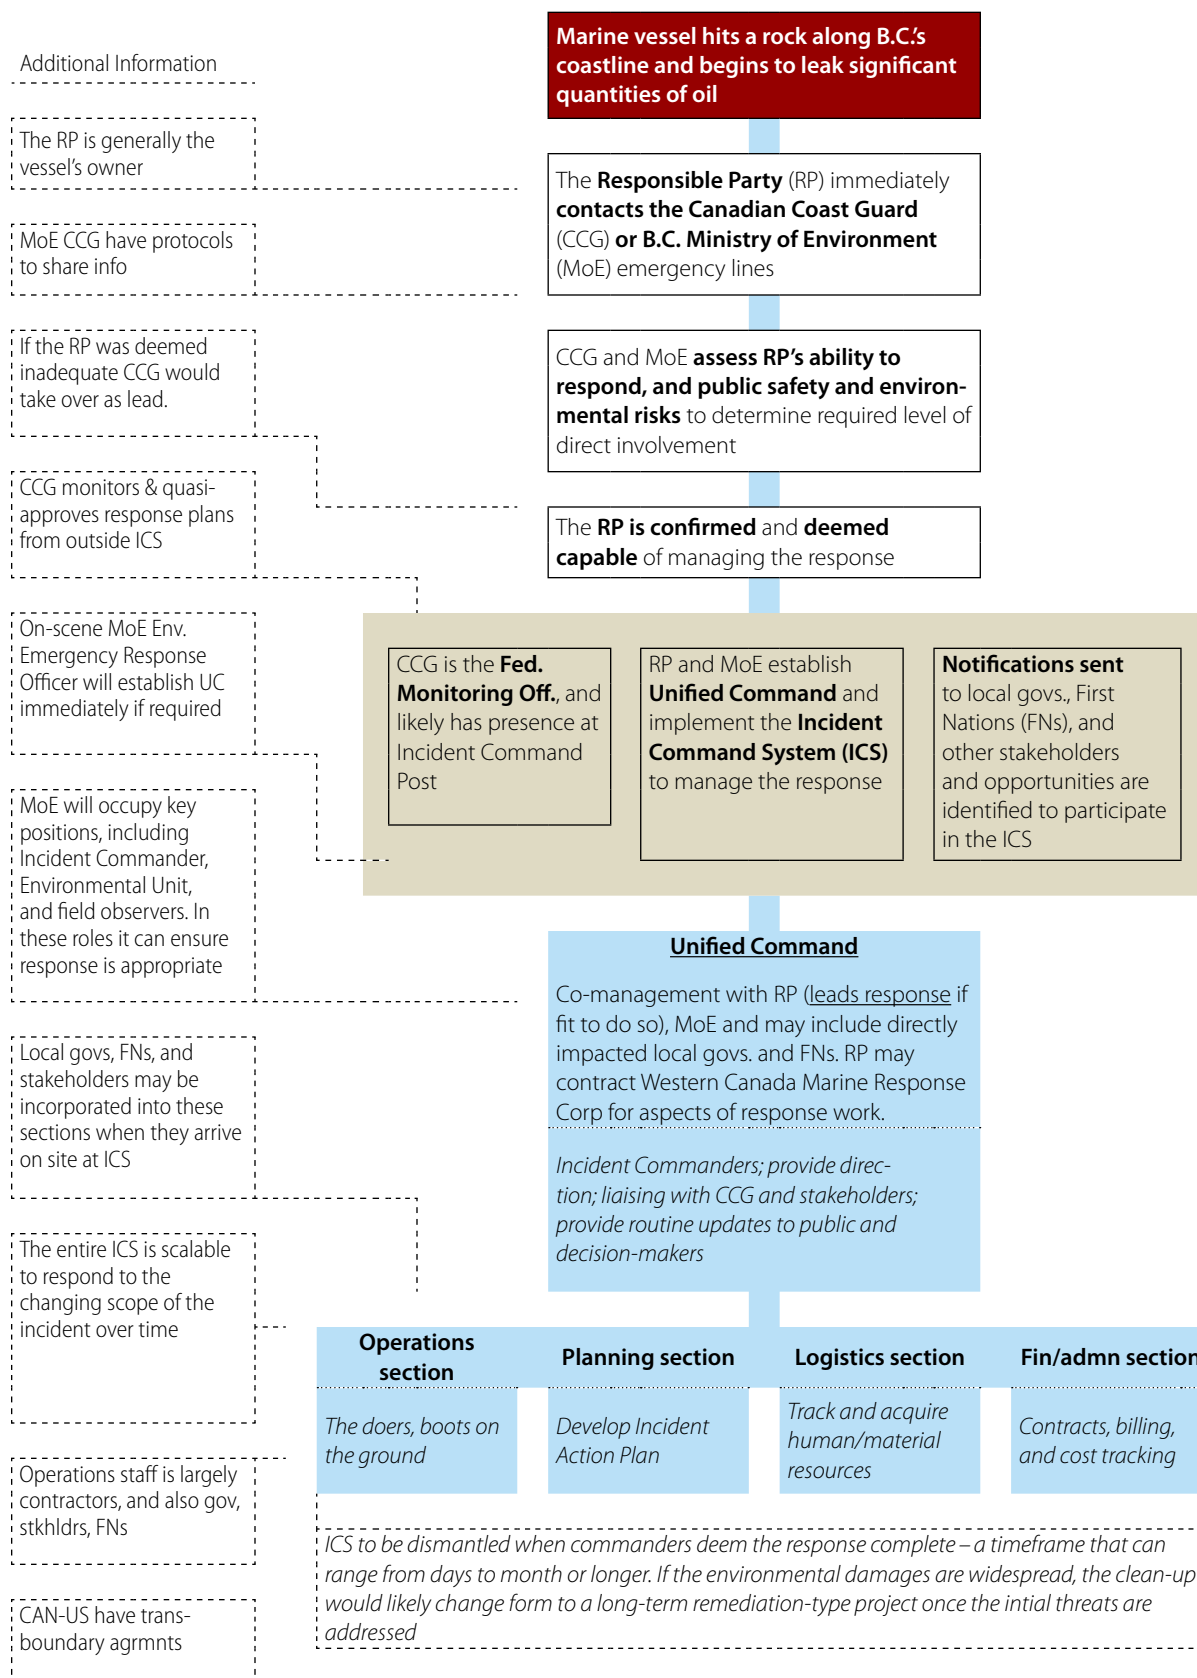 Additional Information
The RP is generally the
vessel's owner
MoE CCG have protocols
to share info
If the RP was deemed
inadequate CCG would
take over as lead.
CCG monitors & quasi-
approves response plans
from outside ICS
On-scene MoE Env.
Emergency Response
Officer will establish UC
immediately if required
MoE will occupy key
positions, including
Incident Commander,
Environmental Unit,
and field observers. In
these roles it can ensure
response is appropriate
Local govs, FNs, and
stakeholders may be
incorporated into these
sections when they arrive
on site at ICS
The entire ICS is scalable
to respond to the
changing scope of the
incident over time
Operations staff is largely
contractors, and also gov,
stkhldrs, FNs
CAN-US have trans-
boundary agrmnts
Marine vessel hits a rock along B.C.'s
coastline and begins to leak significant
quantities of oil
The Responsible Party (RP) immediately
contacts the Canadian Coast Guard
(CCG) or B.C. Ministry of Environment
(MoE) emergency lines
CCG and MoE assess RP's ability to
respond, and public safety and environ-
mental risks to determine required level of
direct involvement
The RP is confirmed and deemed
capable of managing the response
CCG is the Fed.
Monitoring Off., and
likely has presence at
Incident Command
Post
RP and MoE establish
Unified Command and
implement the Incident
Command System (ICS)
to manage the response
Notifications sent
to local govs., First
Nations (FNs), and
other stakeholders
and opportunities are
identified to participate
in the ICS
Unified Command
Co-management with RP (leads response if
fit to do so), MoE and may include directly
impacted local govs. and FNs. RP may
contract Western Canada Marine Response
Corp for aspects of response work.
Incident Commanders; provide direc-
tion; liaising with CCG and stakeholders;
provide routine updates to public and
decision-makers
Operations
section
The doers, boots on
the ground
Planning section
Develop Incident
Action Plan
Logistics section
Track and acquire
human/material
resources
Fin/admn section
Contracts, billing,
and cost tracking
ICS to be dismantled when commanders deem the response complete – a timeframe that can
range from days to month or longer. If the environmental damages are widespread, the clean-up
would likely change form to a long-term remediation-type project once the intial threats are
addressed